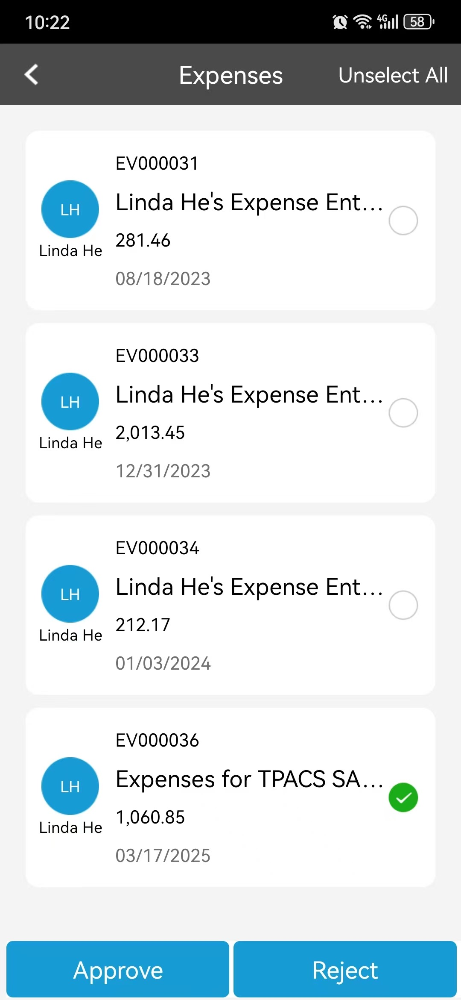 10:22
4G
58
Expenses
Unselect All
EV000031
LH
Linda He's Expense Ent...
281.46
Linda He
08/18/2023
EV000033
LH
Linda He's Expense Ent...
2,013.45
Linda He
12/31/2023
EV000034
LH
Linda He's Expense Ent...
212.17
Linda He
01/03/2024
EV000036
LH
Expenses for TPACS SA...
1,060.85
Linda He
03/17/2025
Approve
Reject